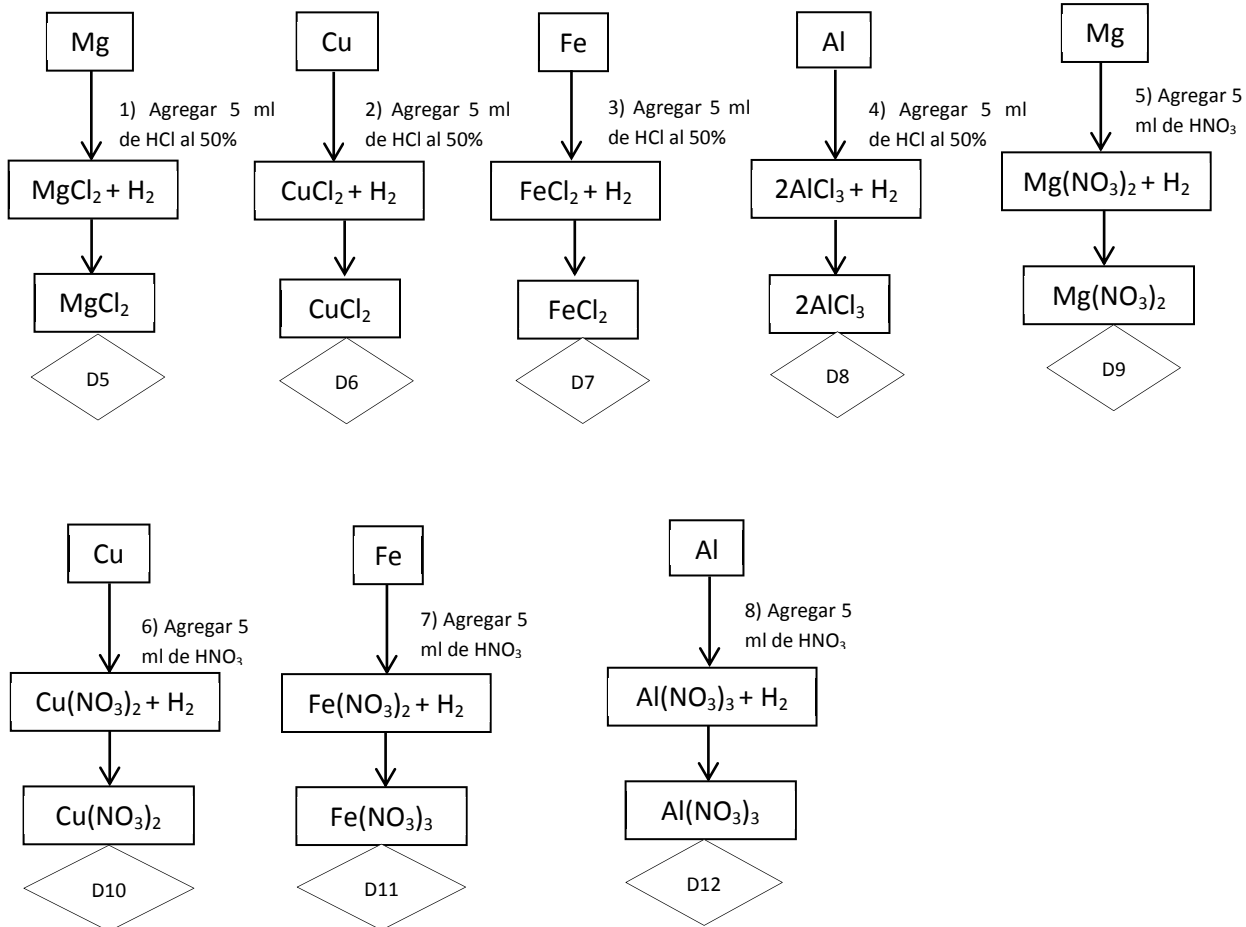 Mg
Cu
Fe
Al
Mg
1) Agregar 5 ml
de HCl al 50%
2) Agregar 5 ml
de HCl al 50%
3) Agregar 5 ml
de HCl al 50%
4) Agregar 5 ml
de HCl al 50%
5) Agregar 5
ml de HNO₃
MgCl₂ + H₂
CuCl₂ + H₂
FeCl₂ + H₂
2AlCl₃ + H₂
Mg(NO₃)₂ + H₂
MgCl₂
CuCl₂
FeCl₂
2AlCl₃
Mg(NO₃)₂
D5
D6
D7
D8
D9
Cu
Fe
Al
6) Agregar 5
ml de HNO₃
7) Agregar 5
ml de HNO₃
8) Agregar 5
ml de HNO₃
Cu(NO₃)₂ + H₂
Fe(NO₃)₂ + H₂
Al(NO₃)₃ + H₂
Cu(NO₃)₂
Fe(NO₃)₃
Al(NO₃)₃
D10
D11
D12